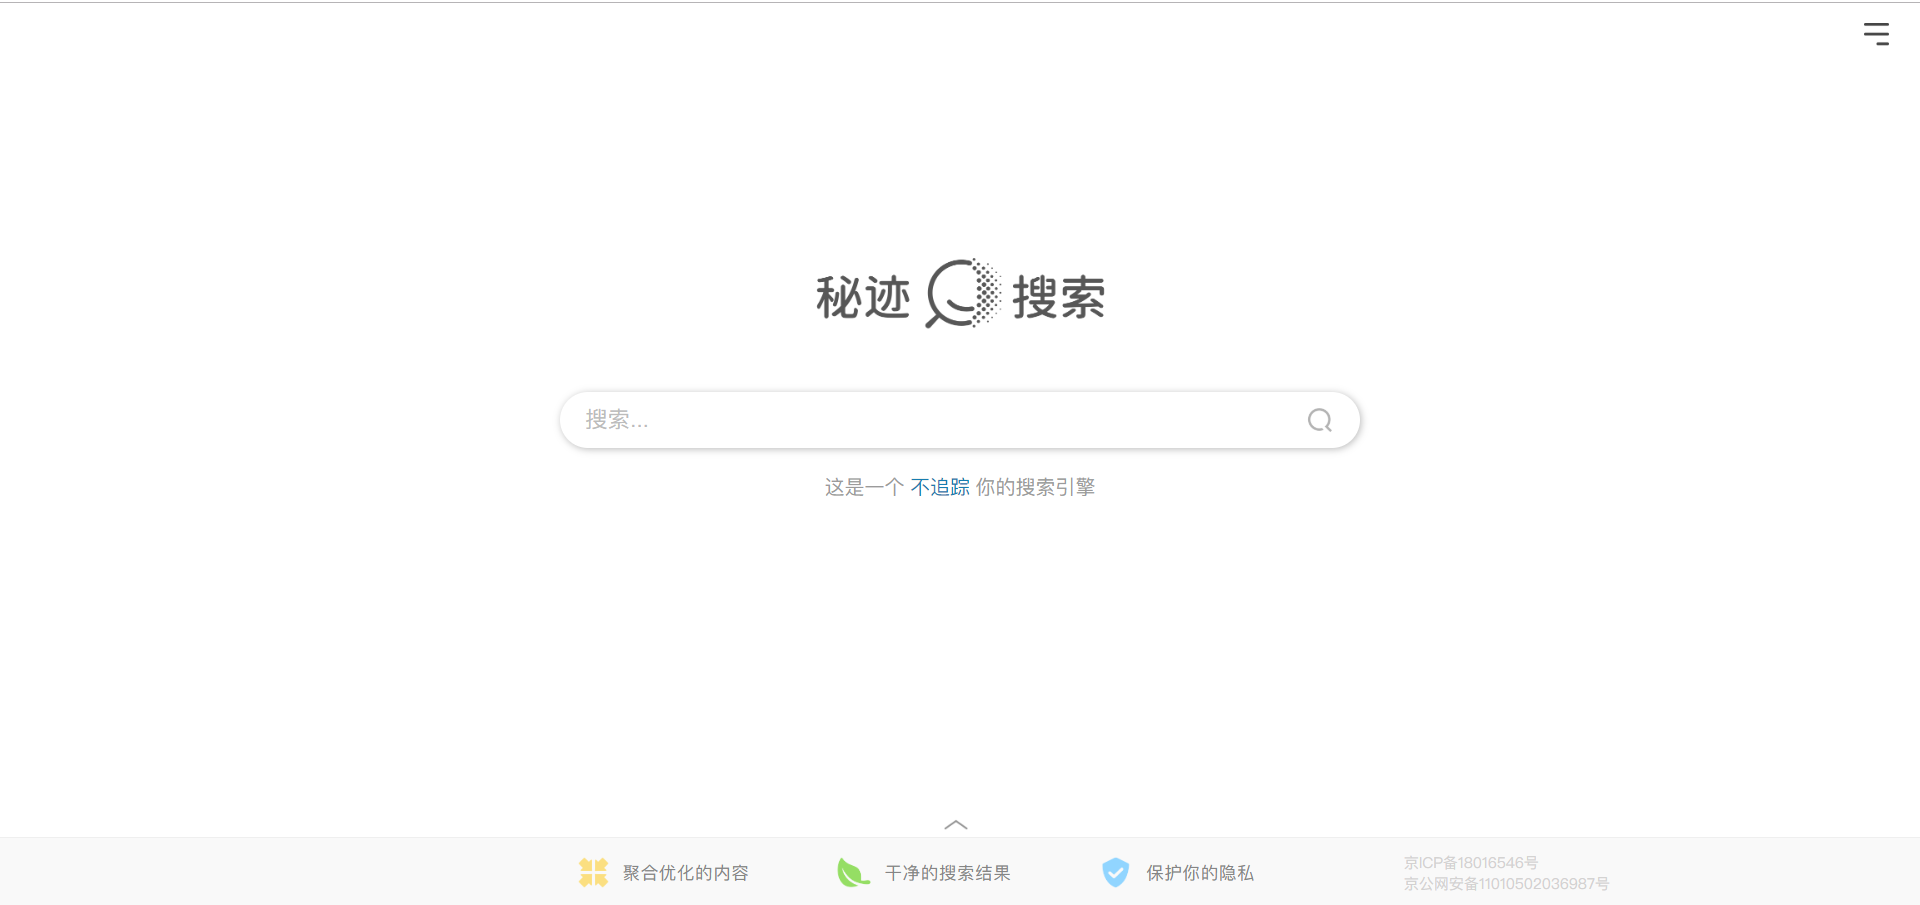 秘迹 搜索
搜索...
这是一个 不追踪 你的搜索引擎
聚合优化的内容
干净的搜索结果
保护你的隐私
京ICP备18016546号
京公网安备11010502036987号